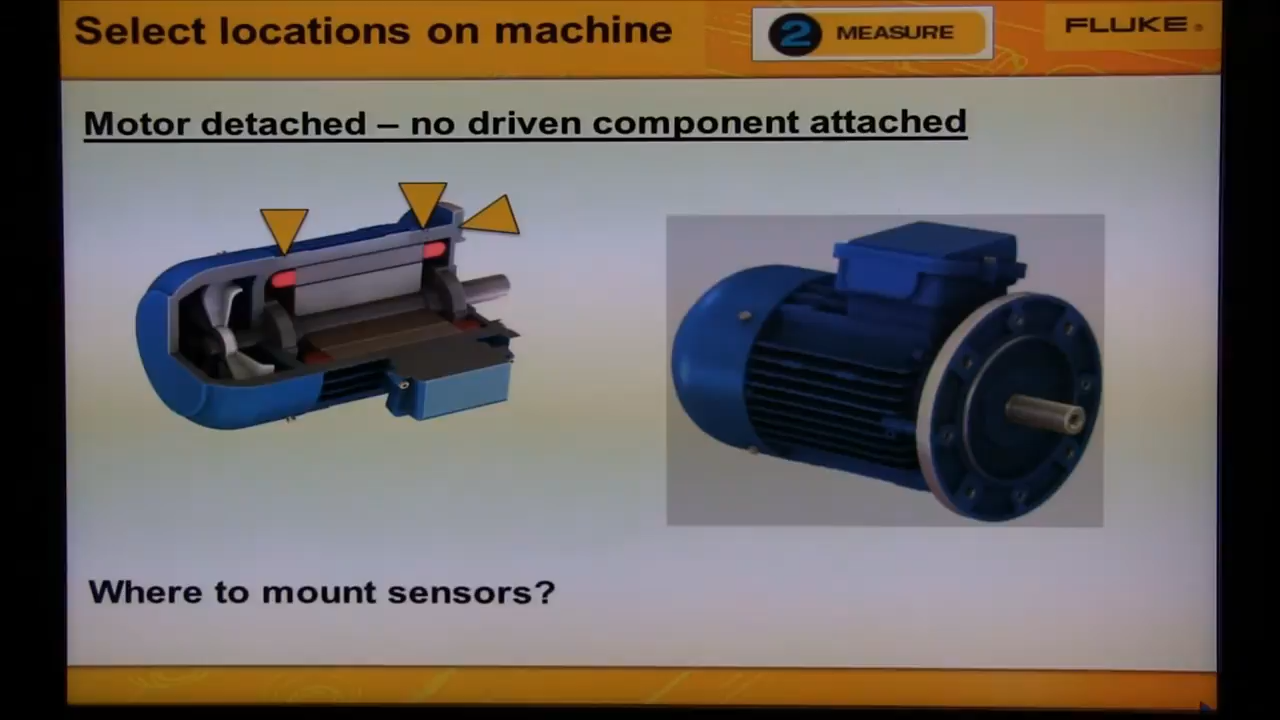 Select locations on machine
2 MEASURE
FLUKE®
Motor detached – no driven component attached
Where to mount sensors?